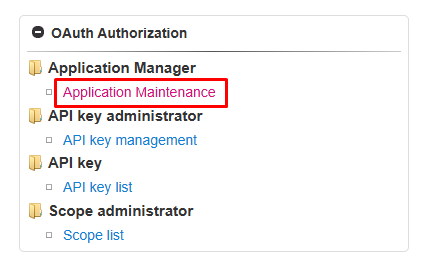 OAuth Authorization
Application Manager
Application Maintenance
API key administrator
API key management
API key
API key list
Scope administrator
Scope list